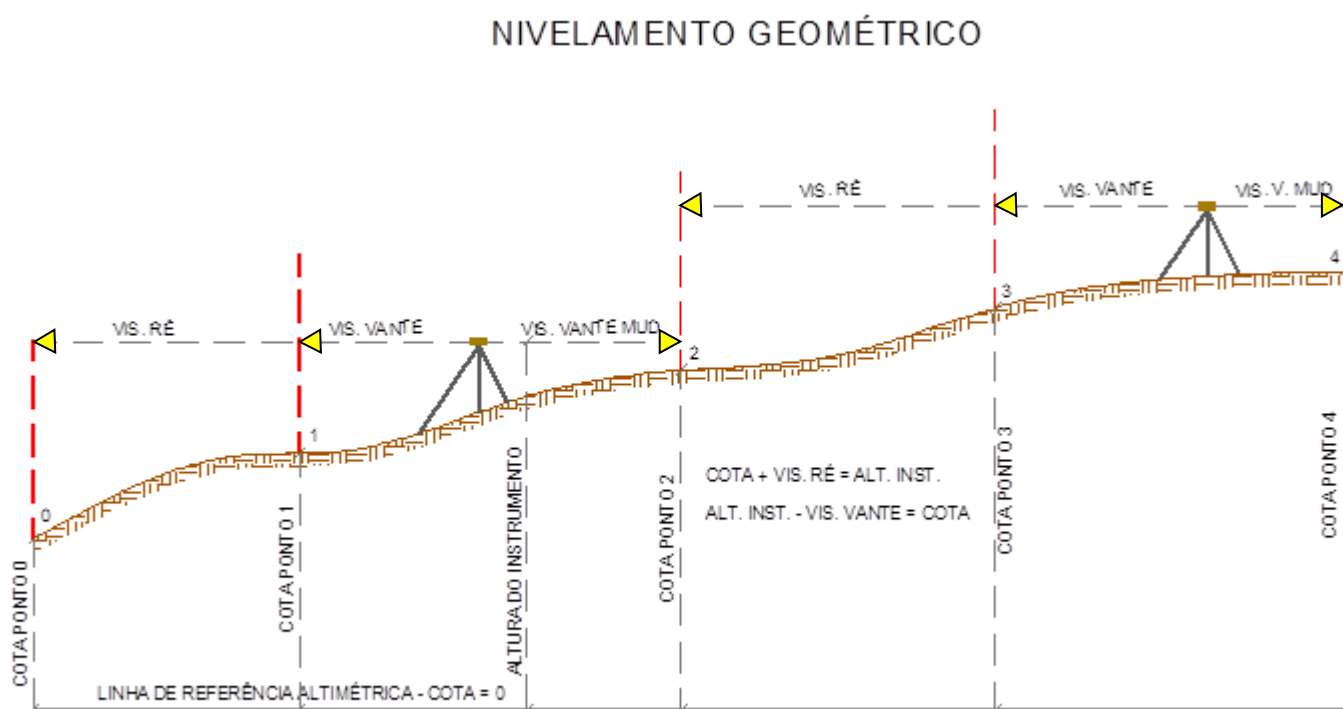 NIVELAMENTO GEOMÉTRICO
VIS. RÉ
VIS. VANTE
VIS. V. MUD
4
3
VIS. RÉ
VIS. VANTE
VIS. VANTE MUD
2
1
0
COTA PONTO 0
COTA PONTO 1
ALTURA DO INSTRUMENTO
COTA PONTO 2
COTA + VIS. RÉ = ALT. INST.
ALT. INST. - VIS. VANTE = COTA
COTA PONTO 3
COTA PONTO 4
LINHA DE REFERÊNCIA ALTIMÉTRICA - COTA = 0